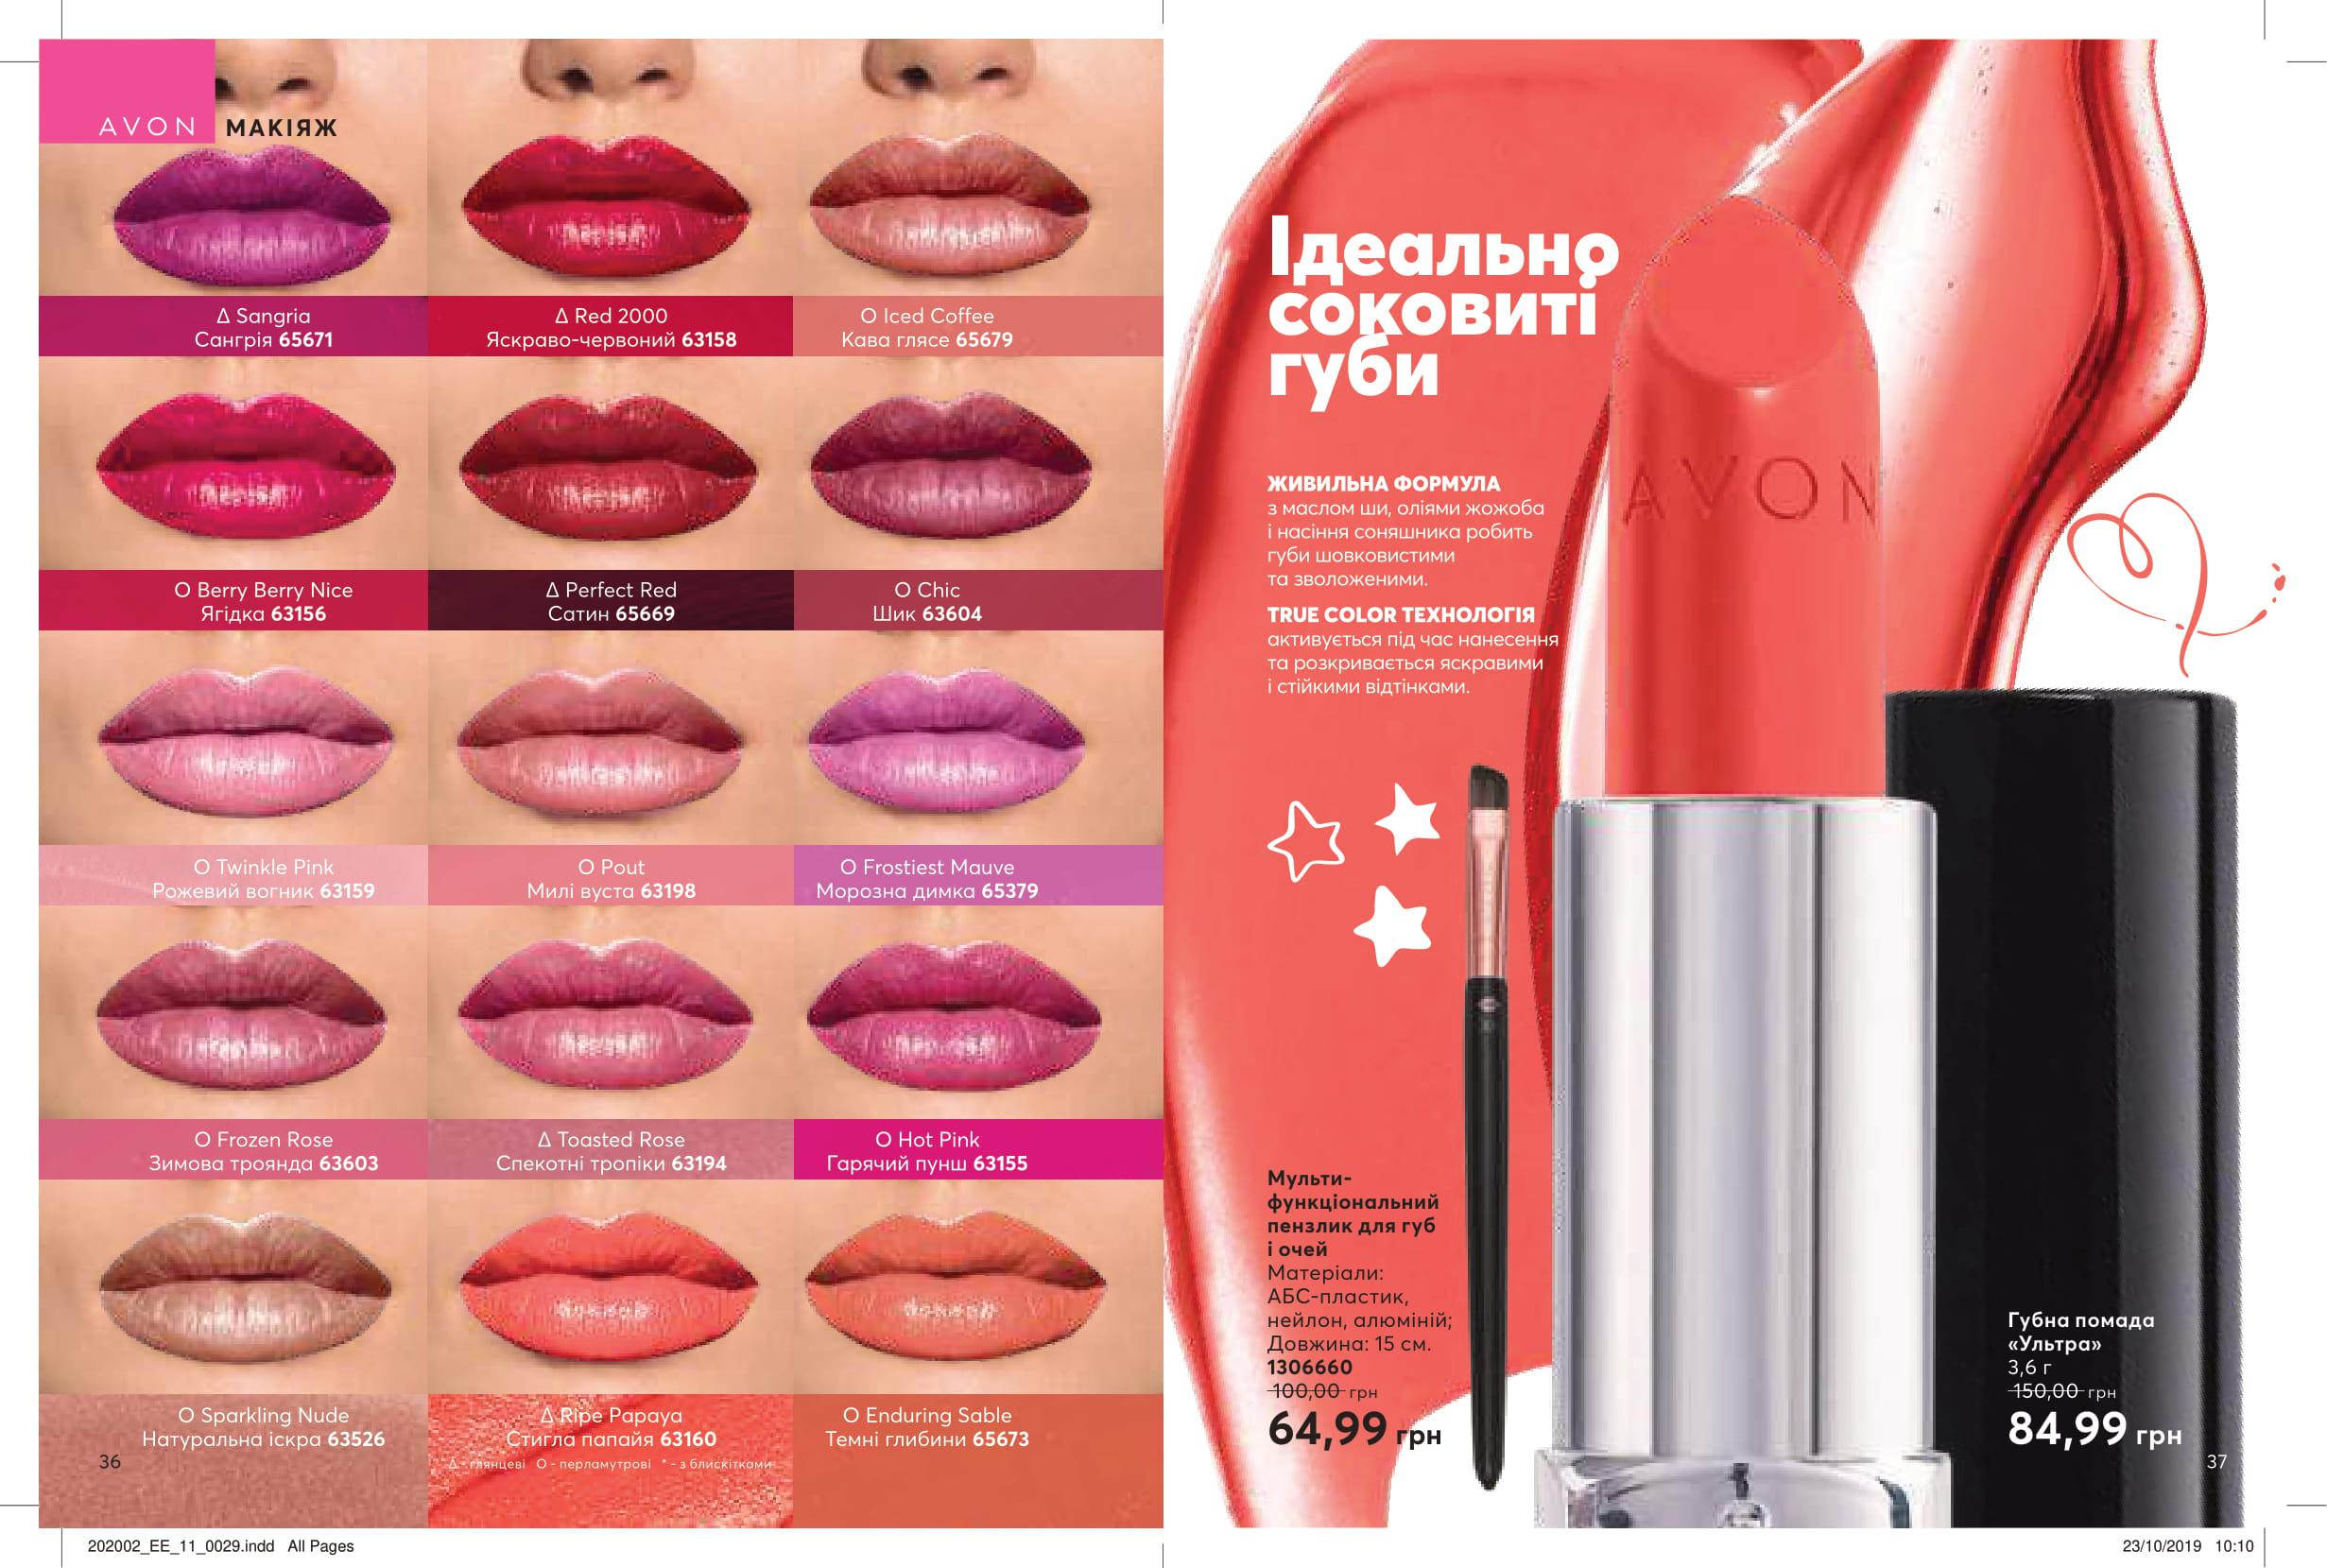 AVON МАКІЯЖ
Δ Sangria
Сангрія 65671
Δ Red 2000
Яскраво-червоний 63158
O Iced Coffee
Кава глясе 65679
O Berry Berry Nice
Ягідка 63156
Δ Perfect Red
Сатин 65669
O Chic
Шик 63604
O Twinkle Pink
Рожевий вогник 63159
O Pout
Милі вуста 63198
O Frostiest Mauve
Морозна димка 65379
O Frozen Rose
Зимова троянда 63603
Δ Toasted Rose
Спекотні тропіки 63194
O Hot Pink
Гарячий пунш 63155
O Sparkling Nude
Натуральна іскра 63526
Δ Ripe Papaya
Стигла папайя 63160
O Enduring Sable
Темні глибини 65673
Δ - глянцеві O - перламутрові * - з блискітками
36
Ідеально
соковиті
губи
ЖИВИЛЬНА ФОРМУЛА
з маслом ши, оліями жожоба
і насіння соняшника робить
губи шовковистими
та зволоженими.
TRUE COLOR ТЕХНОЛОГІЯ
активується під час нанесення
та розкривається яскравими
і стійкими відтінками.
AVON
Мульти-
функціональний
пензлик для губ
і очей
Матеріали:
АБС-пластик,
нейлон, алюміній;
Довжина: 15 см.
1306660
100,00 грн
64,99 грн
Губна помада
«Ультра»
3,6 г
150,00 грн
84,99 грн
37
202002_EE_11_0029.indd All Pages
23/10/2019 10:10